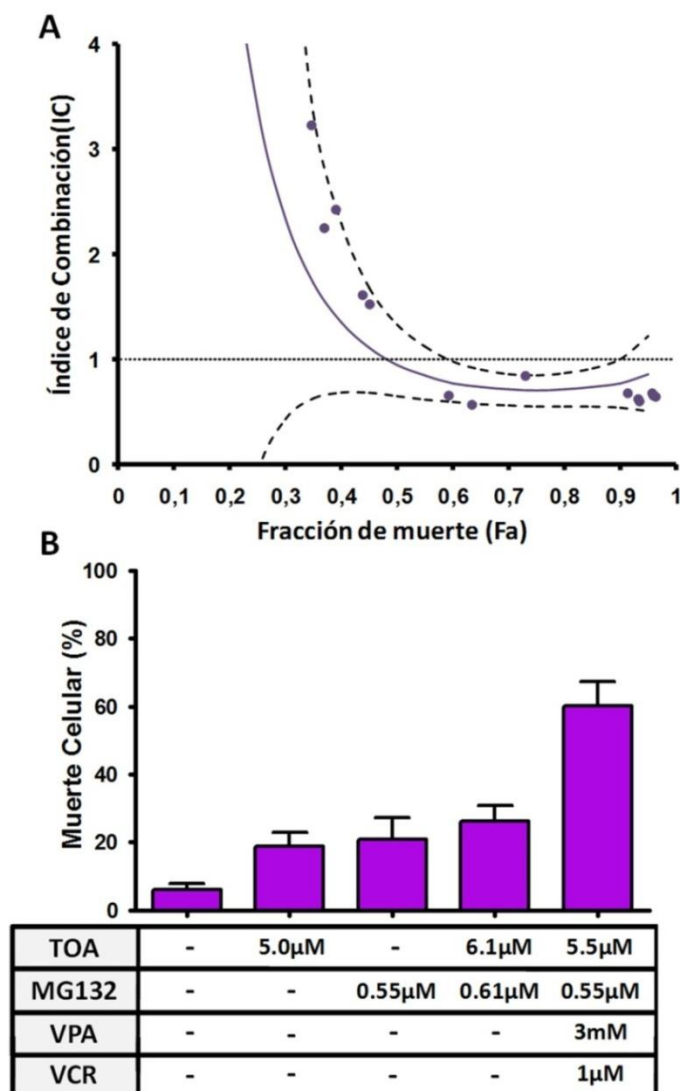 A
Índice de Combinación(IC)
4
3
2
1
0
0 0,1 0,2 0,3 0,4 0,5 0,6 0,7 0,8 0,9 1
Fracción de muerte (Fa)
B
Muerte Celular (%)
100
80
60
40
20
0
TOA - 5.0µM - 6.1µM 5.5µM
MG132 - - 0.55µM 0.61µM 0.55µM
VPA - - - - 3mM
VCR - - - - 1µM